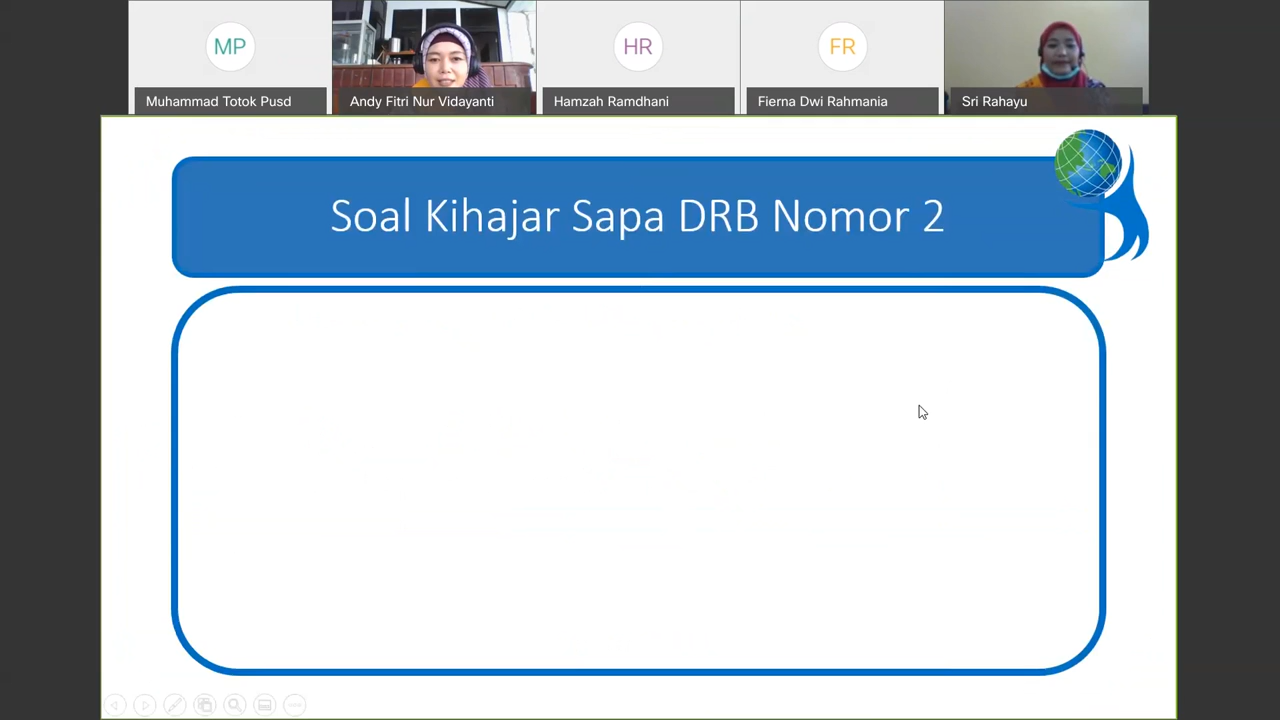 MP
HR
FR
Muhammad Totok Pusd
Andy Fitri Nur Vidayanti
Hamzah Ramdhani
Fierna Dwi Rahmania
Sri Rahayu
Soal Kihajar Sapa DRB Nomor 2